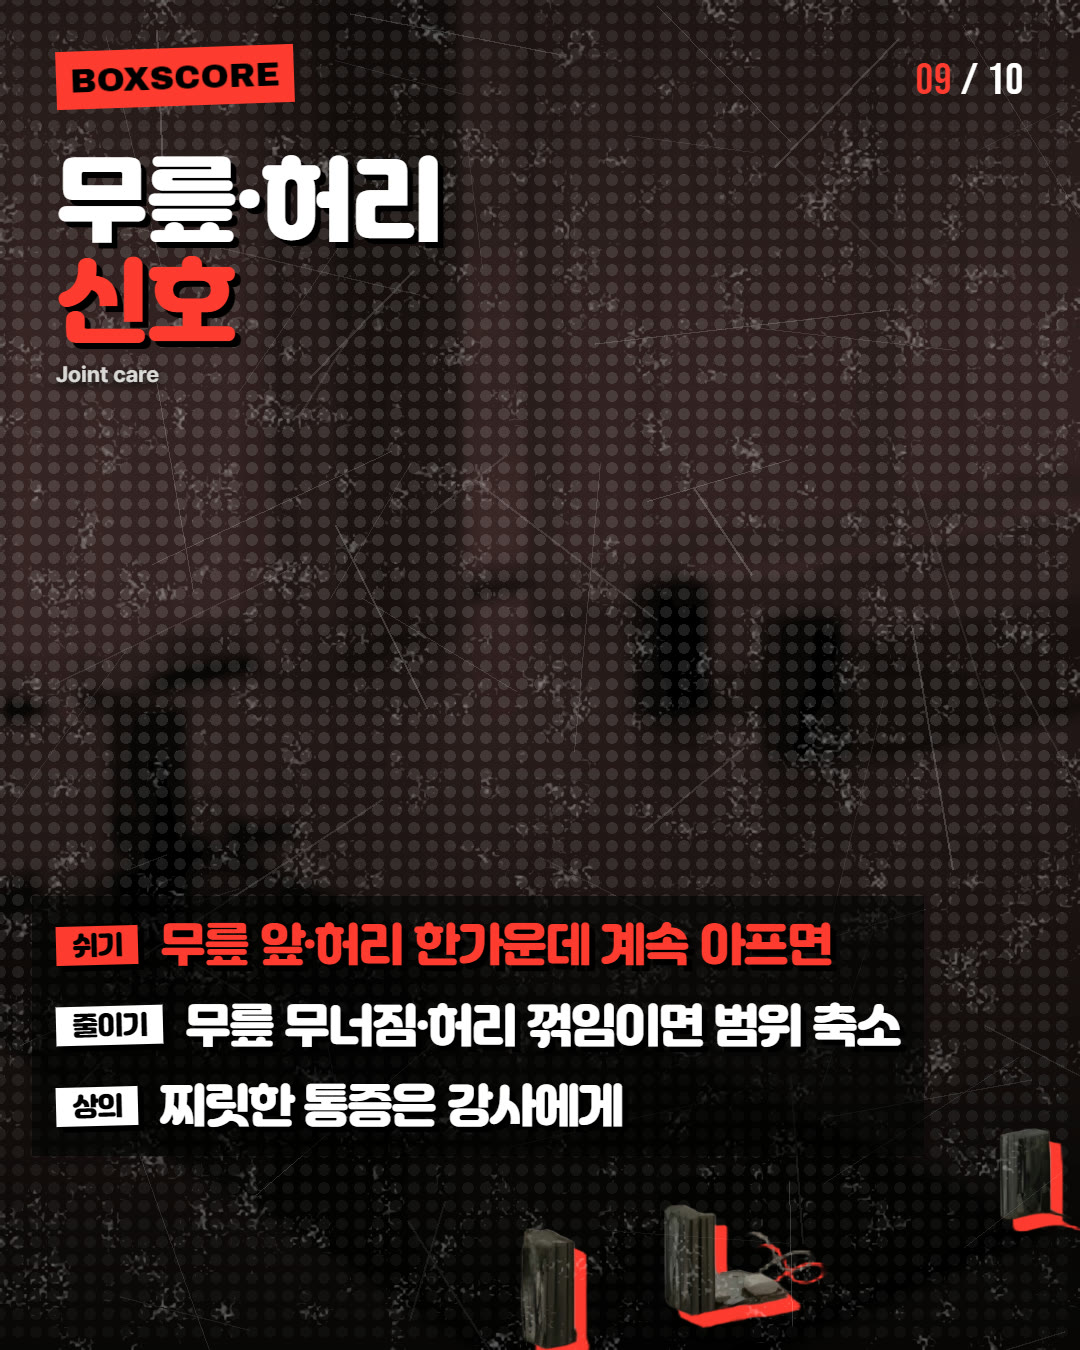 BOXSCORE
09 / 10
무릎·허리
신호
Joint care
쉬기 무릎 앞·허리 한가운데 계속 아프면
줄이기 무릎 무너짐·허리 꺾임이면 범위 축소
상의 찌릿한 통증은 강사에게